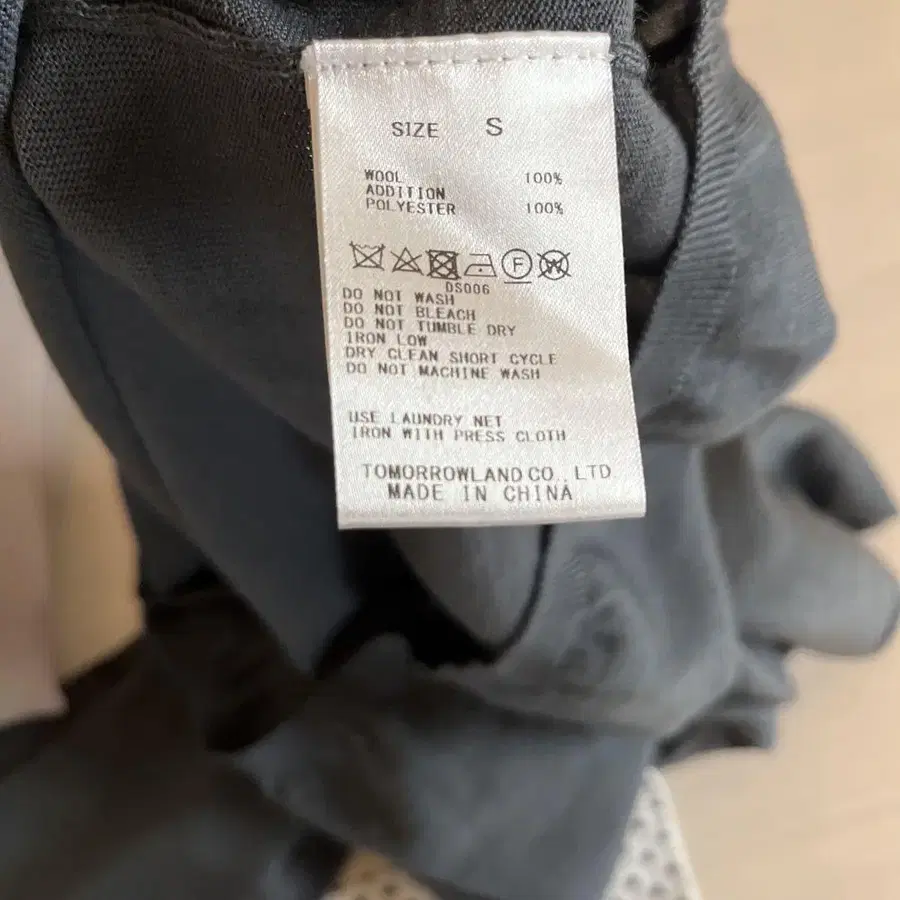 SIZE S
WOOL 100%
ADDITION
POLYESTER 100%
F W
DS006
DO NOT WASH
DO NOT BLEACH
DO NOT TUMBLE DRY
IRON LOW
DRY CLEAN SHORT CYCLE
DO NOT MACHINE WASH
USE LAUNDRY NET
IRON WITH PRESS CLOTH
TOMORROWLAND CO., LTD
MADE IN CHINA